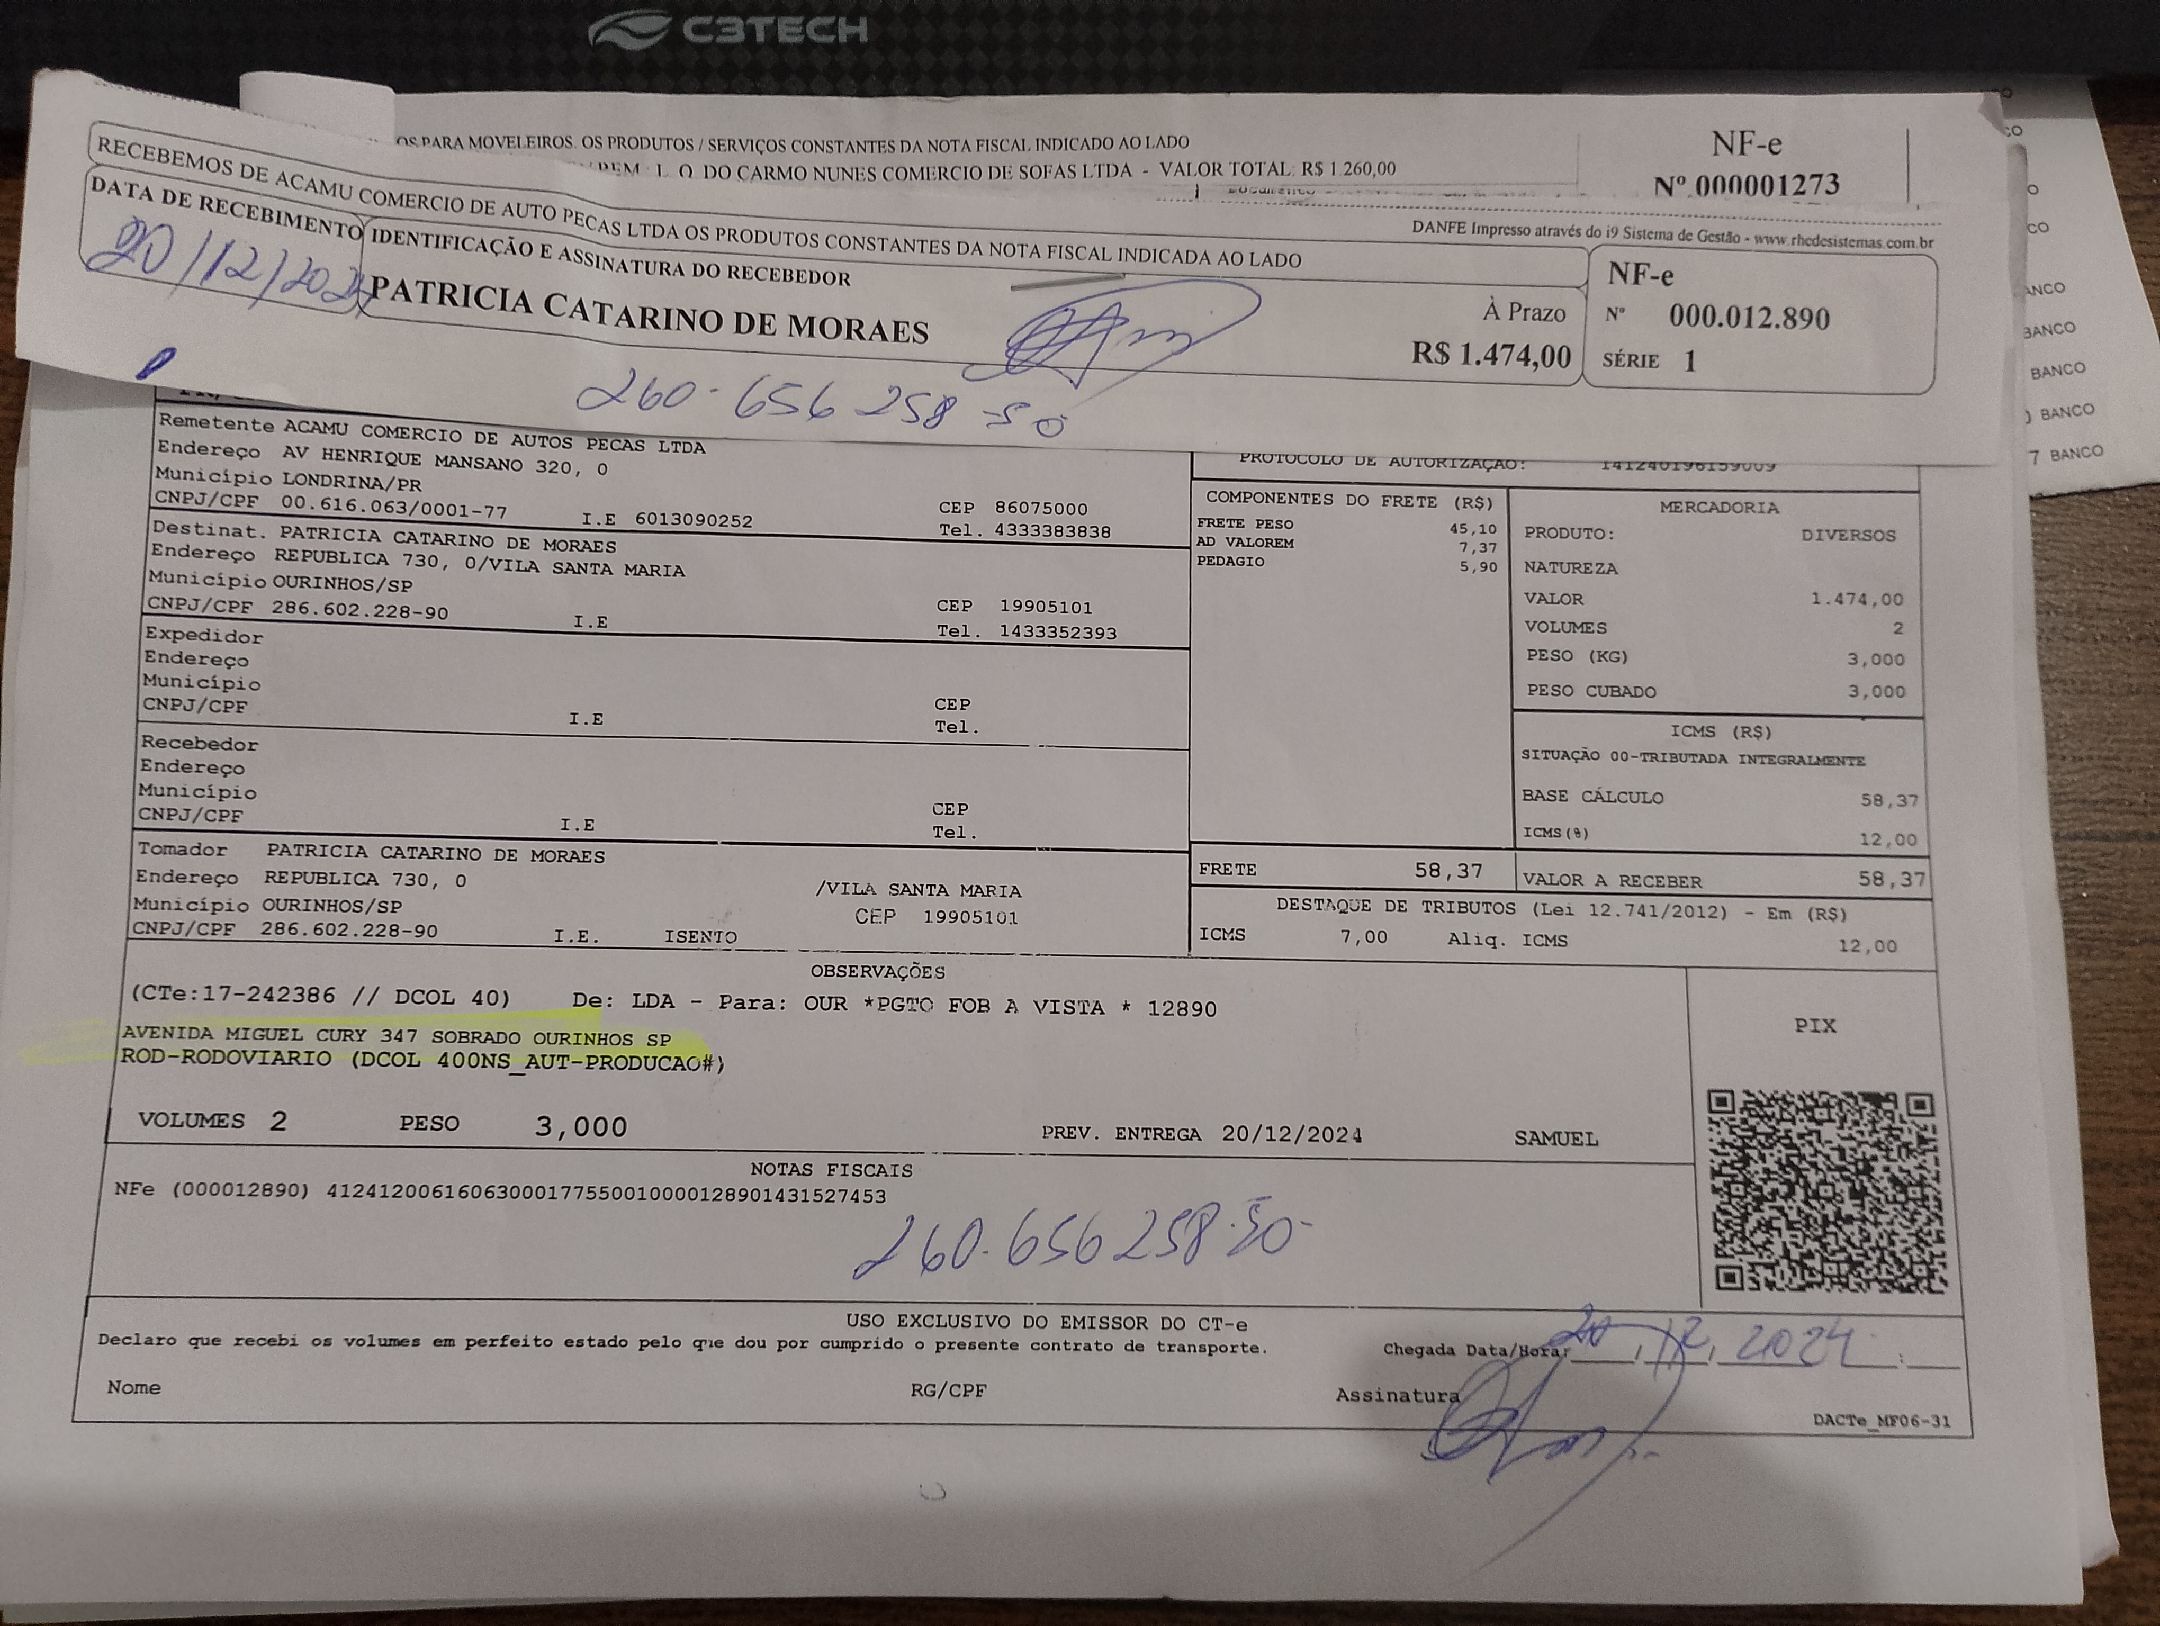 C3TECH
OS PARA MOVELEIROS. OS PRODUTOS / SERVIÇOS CONSTANTES DA NOTA FISCAL INDICADO AO LADO
L. O. DO CARMO NUNES COMERCIO DE SOFAS LTDA - VALOR TOTAL: R$ 1.260,00
NF-e
Nº 000001273
DANFE Impresso através do i9 Sistema de Gestão - www.rhedesistemas.com.br
RECEBEMOS DE ACAMU COMERCIO DE AUTO PECAS LTDA OS PRODUTOS CONSTANTES DA NOTA FISCAL INDICADA AO LADO
DATA DE RECEBIMENTO
20/12/2024
IDENTIFICAÇÃO E ASSINATURA DO RECEBEDOR
PATRICIA CATARINO DE MORAES
À Prazo
R$ 1.474,00
NF-e
Nº 000.012.890
SÉRIE 1
260.656 258-50
ANCO
BANCO
BANCO
BANCO
7 BANCO
Remetente ACAMU COMERCIO DE AUTOS PECAS LTDA
Endereço AV HENRIQUE MANSANO 320, 0
Município LONDRINA/PR
CNPJ/CPF 00.616.063/0001-77 I.E 6013090252
CEP 86075000
Tel. 4333383838
Destinat. PATRICIA CATARINO DE MORAES
Endereço REPUBLICA 730, 0/VILA SANTA MARIA
Município OURINHOS/SP
CNPJ/CPF 286.602.228-90 I.E
CEP 19905101
Tel. 1433352393
Expedidor
Endereço
Município
CNPJ/CPF I.E
CEP
Tel.
Recebedor
Endereço
Município
CNPJ/CPF I.E
CEP
Tel.
Tomador PATRICIA CATARINO DE MORAES
Endereço REPUBLICA 730, 0 /VILA SANTA MARIA
Município OURINHOS/SP CEP 19905101
CNPJ/CPF 286.602.228-90 I.E. ISENTO
PROTOCOLO DE AUTORIZAÇÃO: 141240196159009
COMPONENTES DO FRETE (R$)
FRETE PESO 45,10
AD VALOREM 7,37
PEDAGIO 5,90
MERCADORIA
PRODUTO: DIVERSOS
NATUREZA
VALOR 1.474,00
VOLUMES 2
PESO (KG) 3,000
PESO CUBADO 3,000
ICMS (R$)
SITUAÇÃO 00-TRIBUTADA INTEGRALMENTE
BASE CÁLCULO 58,37
ICMS(%) 12,00
FRETE 58,37
VALOR A RECEBER 58,37
DESTAQUE DE TRIBUTOS (Lei 12.741/2012) - Em (R$)
ICMS 7,00 Aliq. ICMS 12,00
OBSERVAÇÕES
(CTe:17-242386 // DCOL 40) De: LDA - Para: OUR *PGTO FOB A VISTA * 12890
AVENIDA MIGUEL CURY 347 SOBRADO OURINHOS SP
ROD-RODOVIARIO (DCOL 400NS_AUT-PRODUCAO#)
PIX
VOLUMES 2 PESO 3,000 PREV. ENTREGA 20/12/2024 SAMUEL
NOTAS FISCAIS
NFe (000012890) 41241200616063000177550010000128901431527453
260.656 258.50
USO EXCLUSIVO DO EMISSOR DO CT-e
Declaro que recebi os volumes em perfeito estado pelo que dou por cumprido o presente contrato de transporte.
Chegada Data/Hora: 20, 12, 2024 :
Nome RG/CPF Assinatura
DACTe_MF06-31